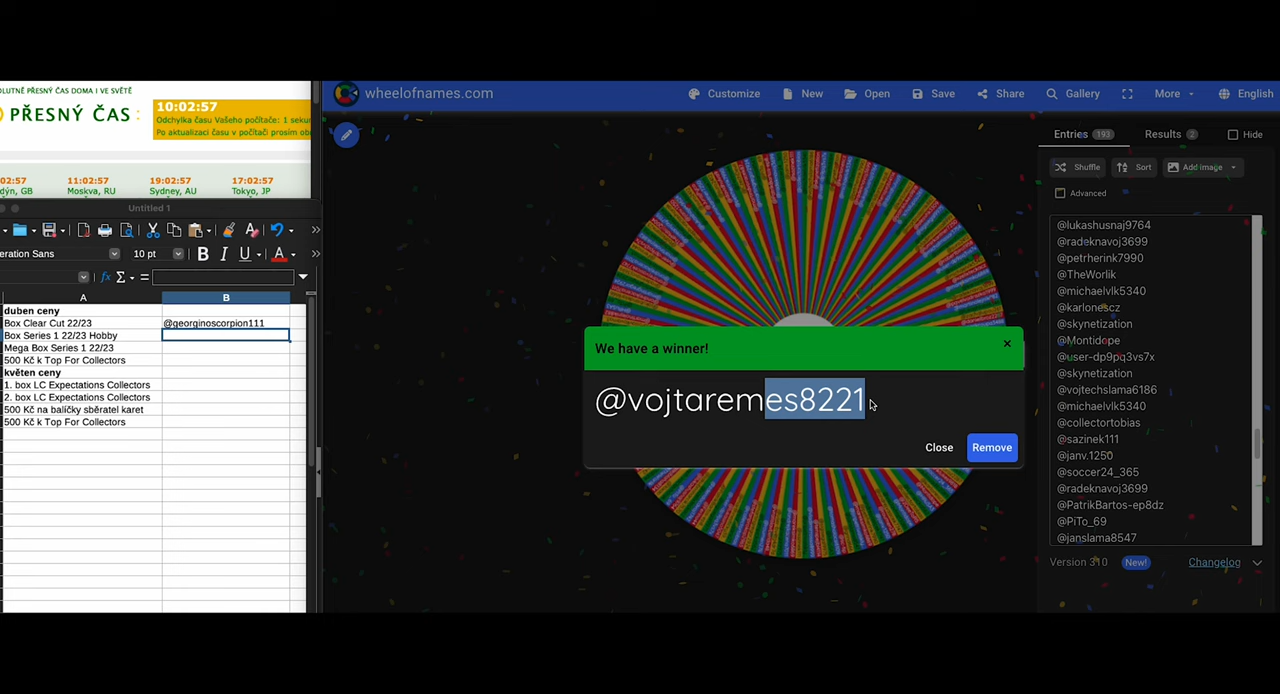 OLUTNĚ PŘESNÝ ČAS DOMA I VE SVĚTĚ
PŘESNÝ ČAS :
10:02:57
Odchylka času Vašeho počítače: 1 sekun
Po aktualizaci času v počítači prosím obn
02:57 11:02:57 19:02:57 17:02:57
dýn, GB Moskva, RU Sydney, AU Tokyo, JP
Untitled 1
eration Sans 10 pt B I U A
fx Σ =
A B
duben ceny
Box Clear Cut 22/23 @georginoscorpion111
Box Series 1 22/23 Hobby
Mega Box Series 1 22/23
500 Kč k Top For Collectors
květen ceny
1. box LC Expectations Collectors
2. box LC Expectations Collectors
500 Kč na balíčky sběratel karet
500 Kč k Top For Collectors
wheelofnames.com Customize New Open Save Share Gallery More English
We have a winner!
@vojtaremes8221
Close Remove
Entries 193 Results 2 Hide
Shuffle Sort Add image
Advanced
@lukashusnaj9764
@radeknavoj3699
@petrherink7990
@TheWorlik
@michaelvlk5340
@karlonescz
@skynetization
@Montidope
@user-dp9pq3vs7x
@skynetization
@vojtechslama6186
@michaelvlk5340
@collectortobias
@sazinek111
@janv.1250
@soccer24_365
@radeknavoj3699
@PatrikBartos-ep8dz
@PiTo_69
@janslama8547
Version 310 New! Changelog